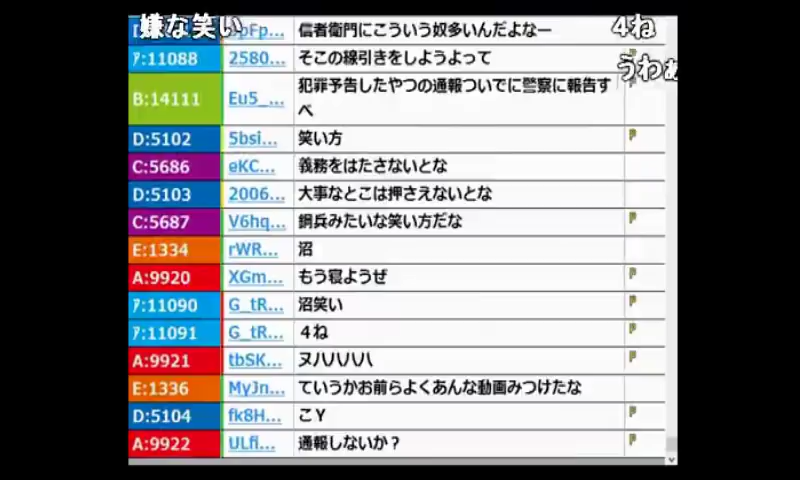 嫌な笑い
4ね
うわぁ
信者衛門にこういう奴多いんだよなー
ｱ:11088 2580... そこの線引きをしようよって
B:14111 Eu5_... 犯罪予告したやつの通報ついでに警察に報告す
べ
D:5102 5bsi... 笑い方
C:5686 eKC... 義務をはたさないとな
D:5103 2006... 大事なとこは押さえないとな
C:5687 V6hq... 鋼兵みたいな笑い方だな
E:1334 rWR... 沼
A:9920 XGm... もう寝ようぜ
ｱ:11090 G_tR... 沼笑い
ｱ:11091 G_tR... 4ね
A:9921 tbSK... ヌハハハハ
E:1336 MyJn... ていうかお前らよくあんな動画みつけたな
D:5104 fk8H... こY
A:9922 ULfi... 通報しないか？